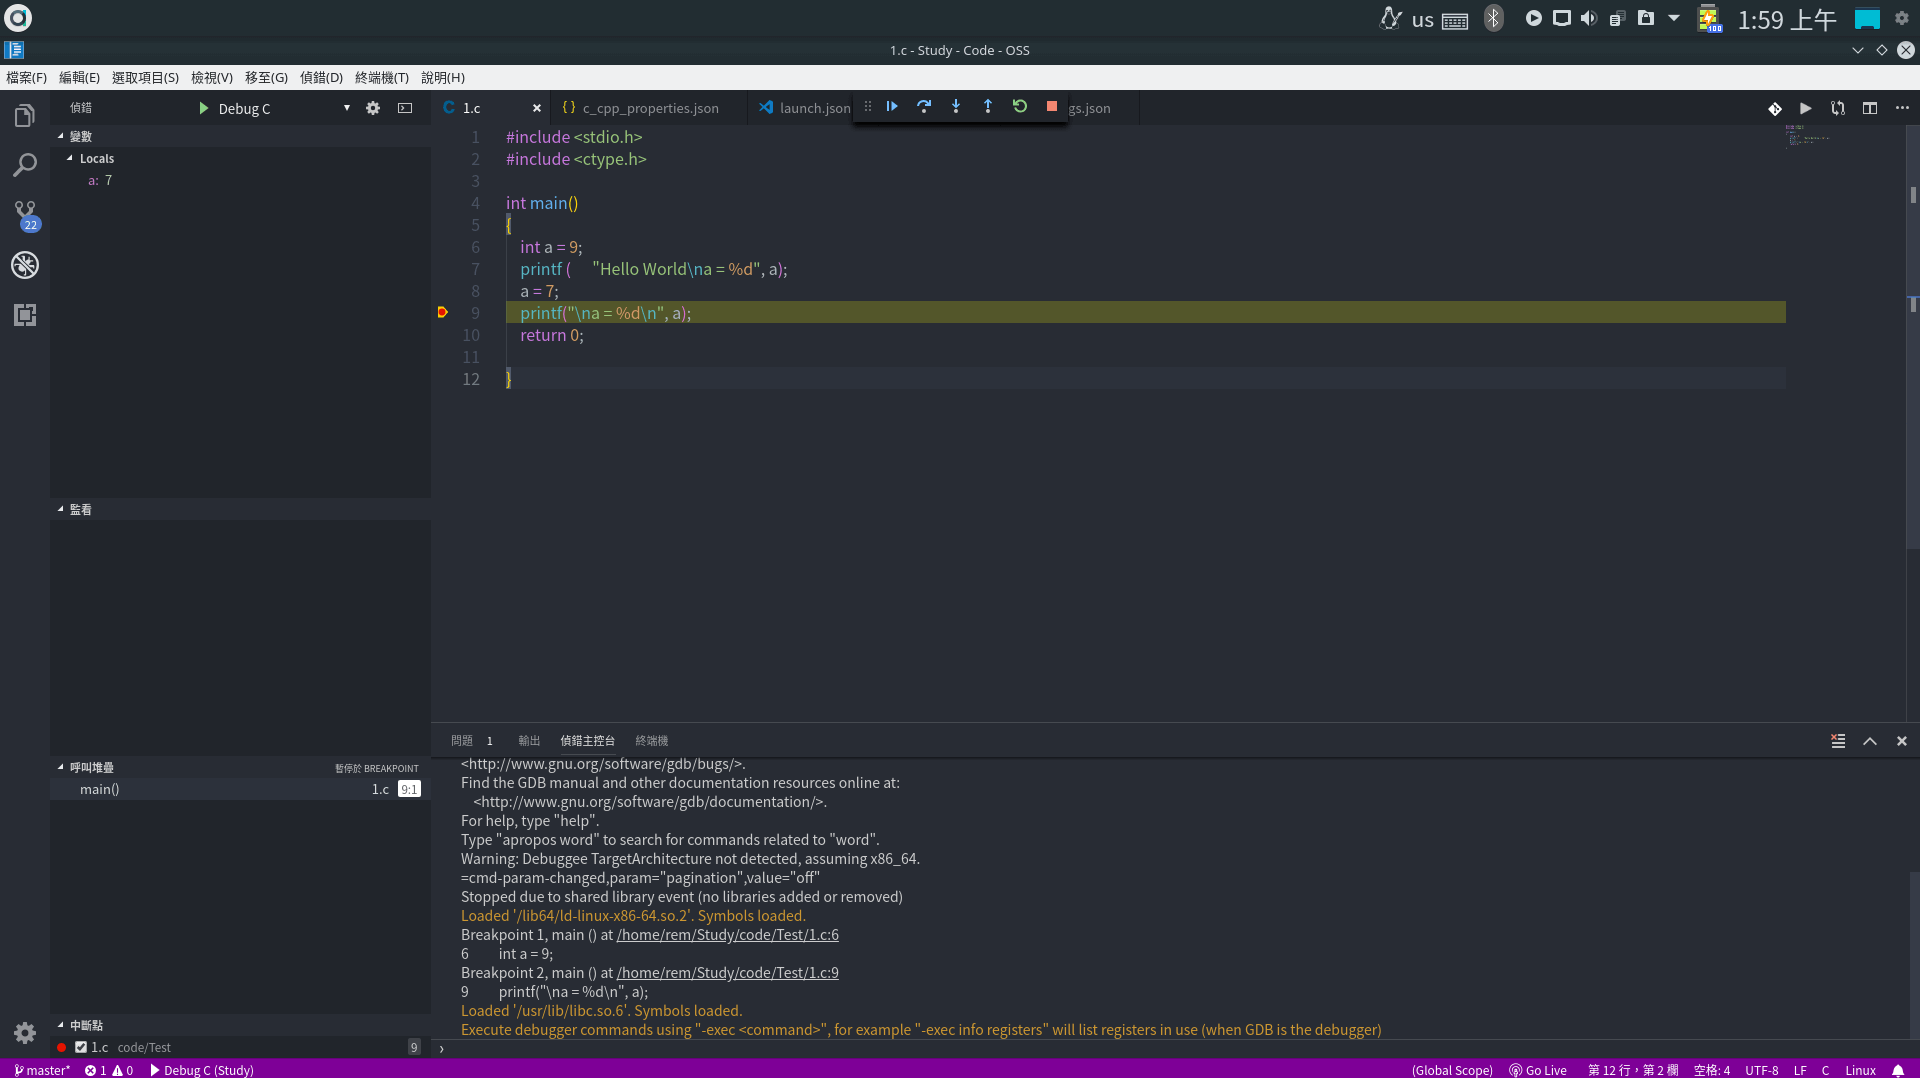 us
100
1:59 上午
1.c - Study - Code - OSS
檔案(F) 編輯(E) 選取項目(S) 檢視(V) 移至(G) 偵錯(D) 終端機(T) 說明(H)
偵錯 Debug C
1.c c_cpp_properties.json launch.json gs.json
變數
Locals
a: 7
22
監看
呼叫堆疊 暫停於 BREAKPOINT
main() 1.c 9:1
中斷點
1.c code/Test 9
1 #include <stdio.h>
2 #include <ctype.h>
3
4 int main()
5 {
6 int a = 9;
7 printf ( "Hello World\na = %d", a);
8 a = 7;
9 printf("\na = %d\n", a);
10 return 0;
11
12 }
問題 1 輸出 偵錯主控台 終端機
<http://www.gnu.org/software/gdb/bugs/>.
Find the GDB manual and other documentation resources online at:
<http://www.gnu.org/software/gdb/documentation/>.
For help, type "help".
Type "apropos word" to search for commands related to "word".
Warning: Debuggee TargetArchitecture not detected, assuming x86_64.
=cmd-param-changed,param="pagination",value="off"
Stopped due to shared library event (no libraries added or removed)
Loaded '/lib64/ld-linux-x86-64.so.2'. Symbols loaded.
Breakpoint 1, main () at /home/rem/Study/code/Test/1.c:6
6 int a = 9;
Breakpoint 2, main () at /home/rem/Study/code/Test/1.c:9
9 printf("\na = %d\n", a);
Loaded '/usr/lib/libc.so.6'. Symbols loaded.
Execute debugger commands using "-exec <command>", for example "-exec info registers" will list registers in use (when GDB is the debugger)
master* 1 0 Debug C (Study) (Global Scope) Go Live 第 12 行，第 2 欄 空格: 4 UTF-8 LF C Linux